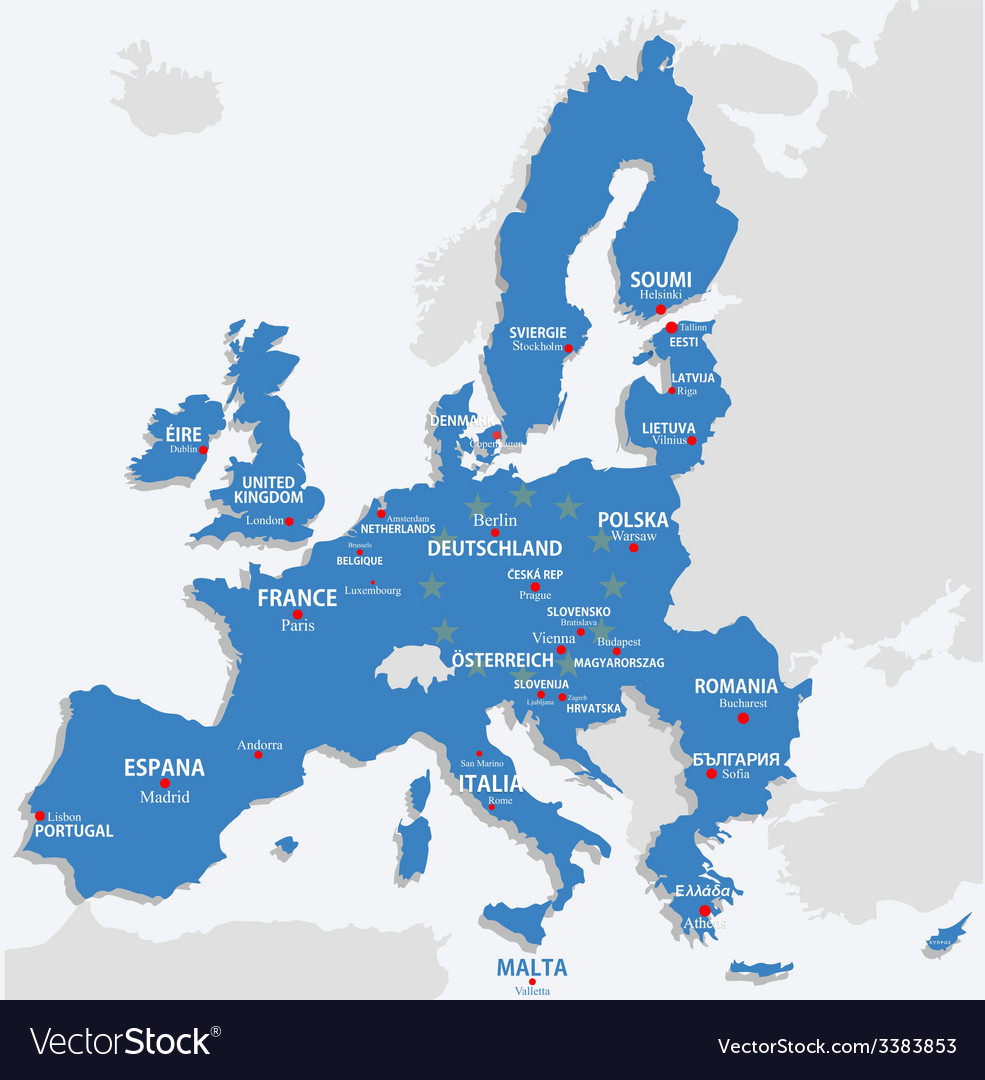 SOUMI
Helsinki
Tallinn
EESTI
SVIERGIE
Stockholm
LATVIJA
Riga
DENMARK
Copenhagen
LIETUVA
Vilnius
ÉIRE
Dublin
UNITED
KINGDOM
London
Amsterdam
NETHERLANDS
Berlin
DEUTSCHLAND
POLSKA
Warsaw
Brussels
BELGIQUE
Luxembourg
ČESKÁ REP
Prague
FRANCE
Paris
SLOVENSKO
Bratislava
Vienna
Budapest
ÖSTERREICH
MAGYARORSZAG
SLOVENIJA
Ljubljana
Zagreb
HRVATSKA
ROMANIA
Bucharest
Andorra
San Marino
БЪЛГАРИЯ
Sofia
ESPANA
Madrid
ITALIA
Rome
Lisbon
PORTUGAL
Ελλάδα
Athens
ΚΥΠΡΟΣ
MALTA
Valletta
VectorStock®
VectorStock.com/3383853